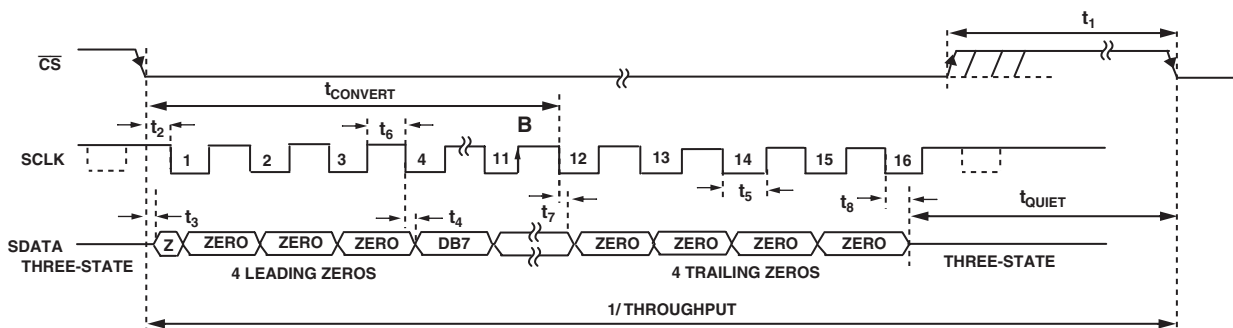 t1
CS
tCONVERT
t2
t6
B
SCLK
1 2 3 4 11 12 13 14 15 16
t5
t8
tQUIET
t3
t4
t7
SDATA
Z ZERO ZERO ZERO DB7 ZERO ZERO ZERO ZERO
THREE-STATE
4 LEADING ZEROS
4 TRAILING ZEROS
THREE-STATE
1/ THROUGHPUT